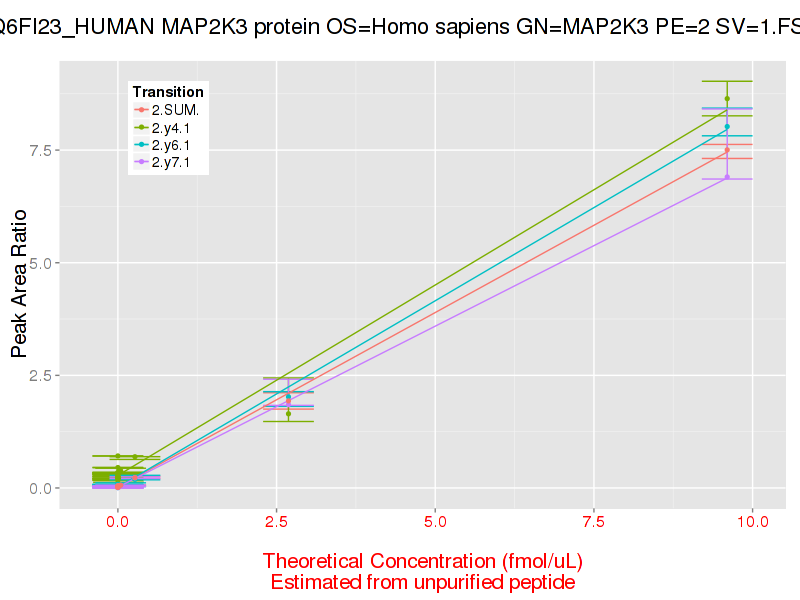 Q6FI23_HUMAN MAP2K3 protein OS=Homo sapiens GN=MAP2K3 PE=2 SV=1.FS
Transition
2.SUM.
2.y4.1
2.y6.1
2.y7.1
Peak Area Ratio
7.5
5.0
2.5
0.0
0.0 2.5 5.0 7.5 10.0
Theoretical Concentration (fmol/uL)
Estimated from unpurified peptide